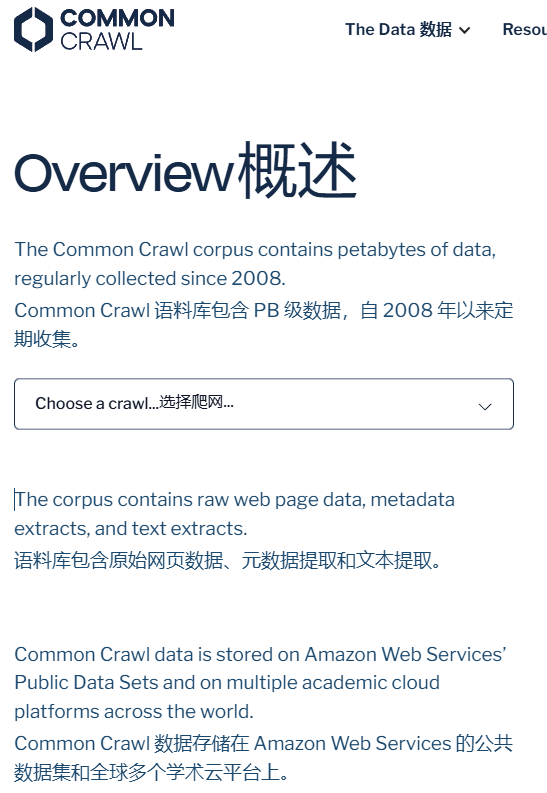 COMMON
CRAWL
The Data 数据
Resou
Overview概述
The Common Crawl corpus contains petabytes of data,
regularly collected since 2008.
Common Crawl 语料库包含 PB 级数据，自 2008 年以来定
期收集。
Choose a crawl...选择爬网...
The corpus contains raw web page data, metadata
extracts, and text extracts.
语料库包含原始网页数据、元数据提取和文本提取。
Common Crawl data is stored on Amazon Web Services’
Public Data Sets and on multiple academic cloud
platforms across the world.
Common Crawl 数据存储在 Amazon Web Services 的公共
数据集和全球多个学术云平台上。